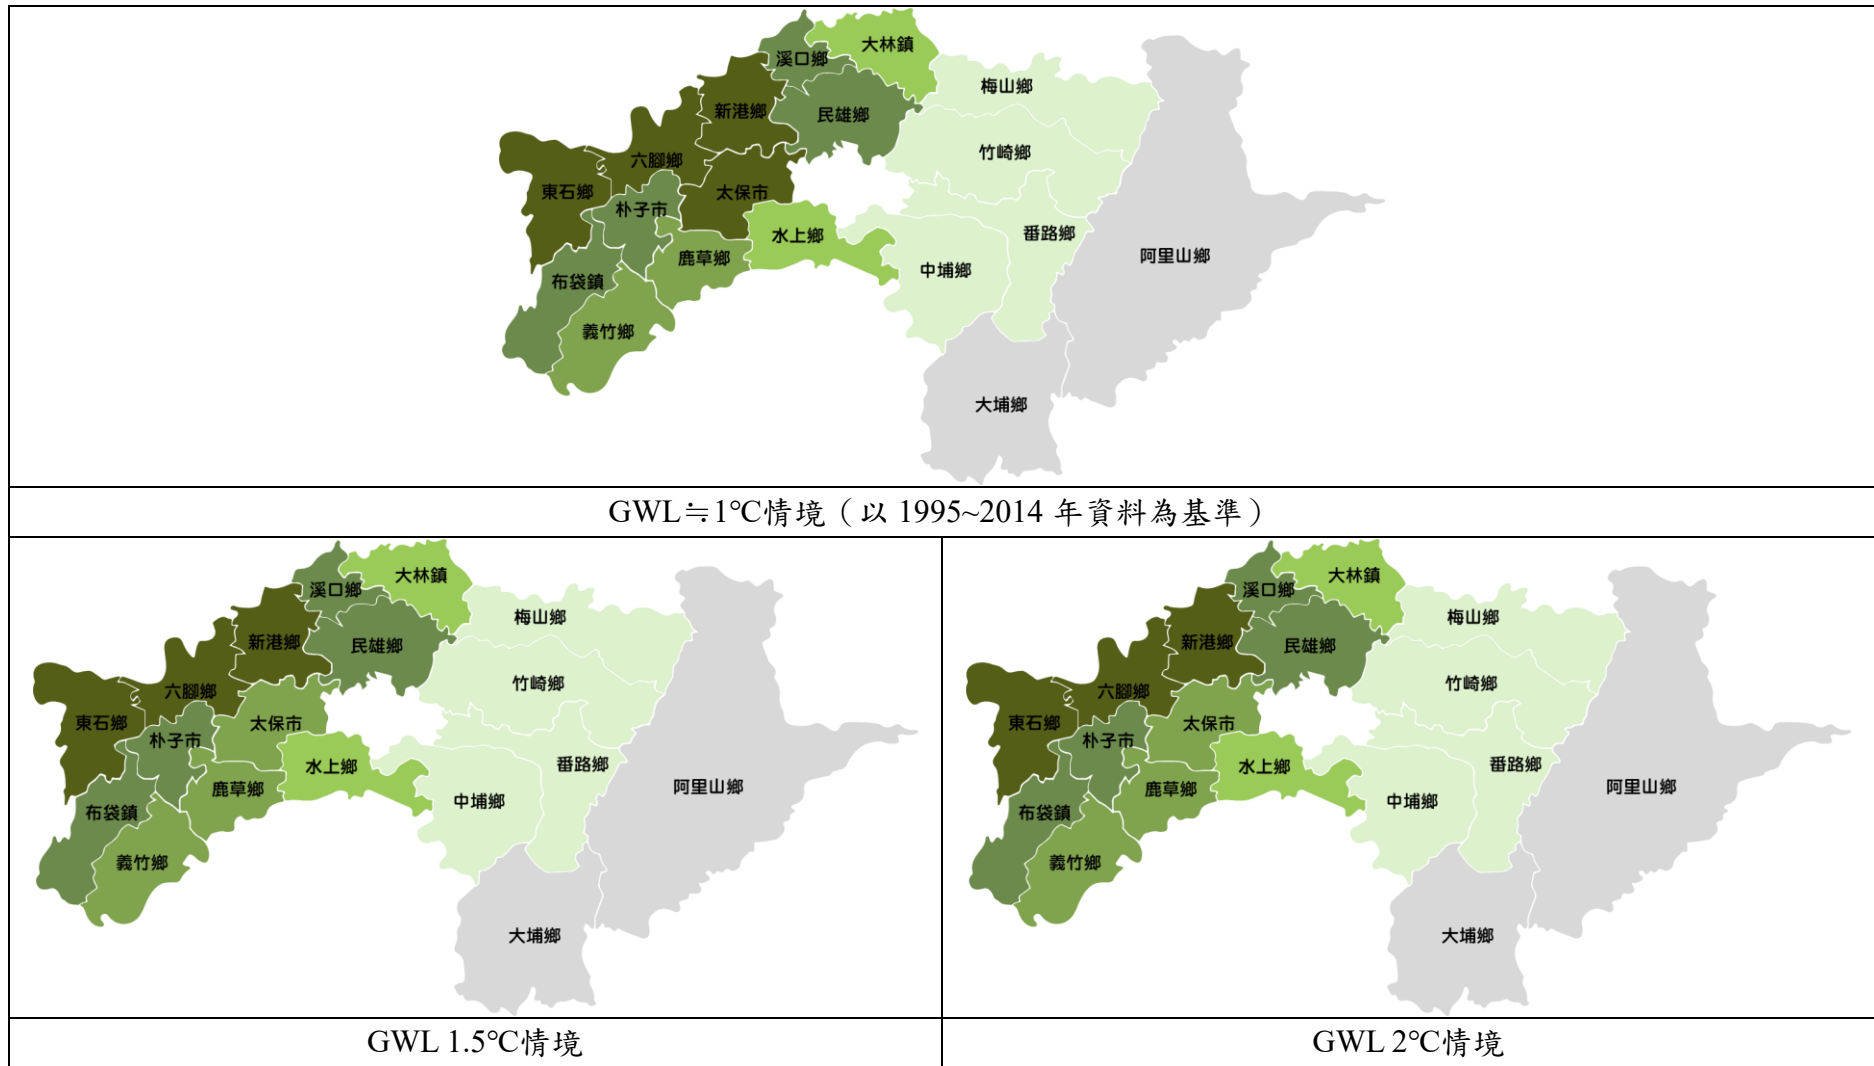 大林鎮
溪口鄉
梅山鄉
新港鄉
民雄鄉
竹崎鄉
六腳鄉
東石鄉
太保市
朴子市
水上鄉
番路鄉
鹿草鄉
阿里山鄉
中埔鄉
布袋鎮
義竹鄉
大埔鄉
GWL≒1℃情境（以 1995~2014 年資料為基準）
大林鎮
溪口鄉
梅山鄉
新港鄉
民雄鄉
竹崎鄉
六腳鄉
東石鄉
太保市
朴子市
水上鄉
番路鄉
鹿草鄉
阿里山鄉
中埔鄉
布袋鎮
義竹鄉
大埔鄉
GWL 1.5℃情境
大林鎮
溪口鄉
梅山鄉
新港鄉
民雄鄉
竹崎鄉
六腳鄉
東石鄉
太保市
朴子市
水上鄉
番路鄉
鹿草鄉
阿里山鄉
中埔鄉
布袋鎮
義竹鄉
大埔鄉
GWL 2℃情境